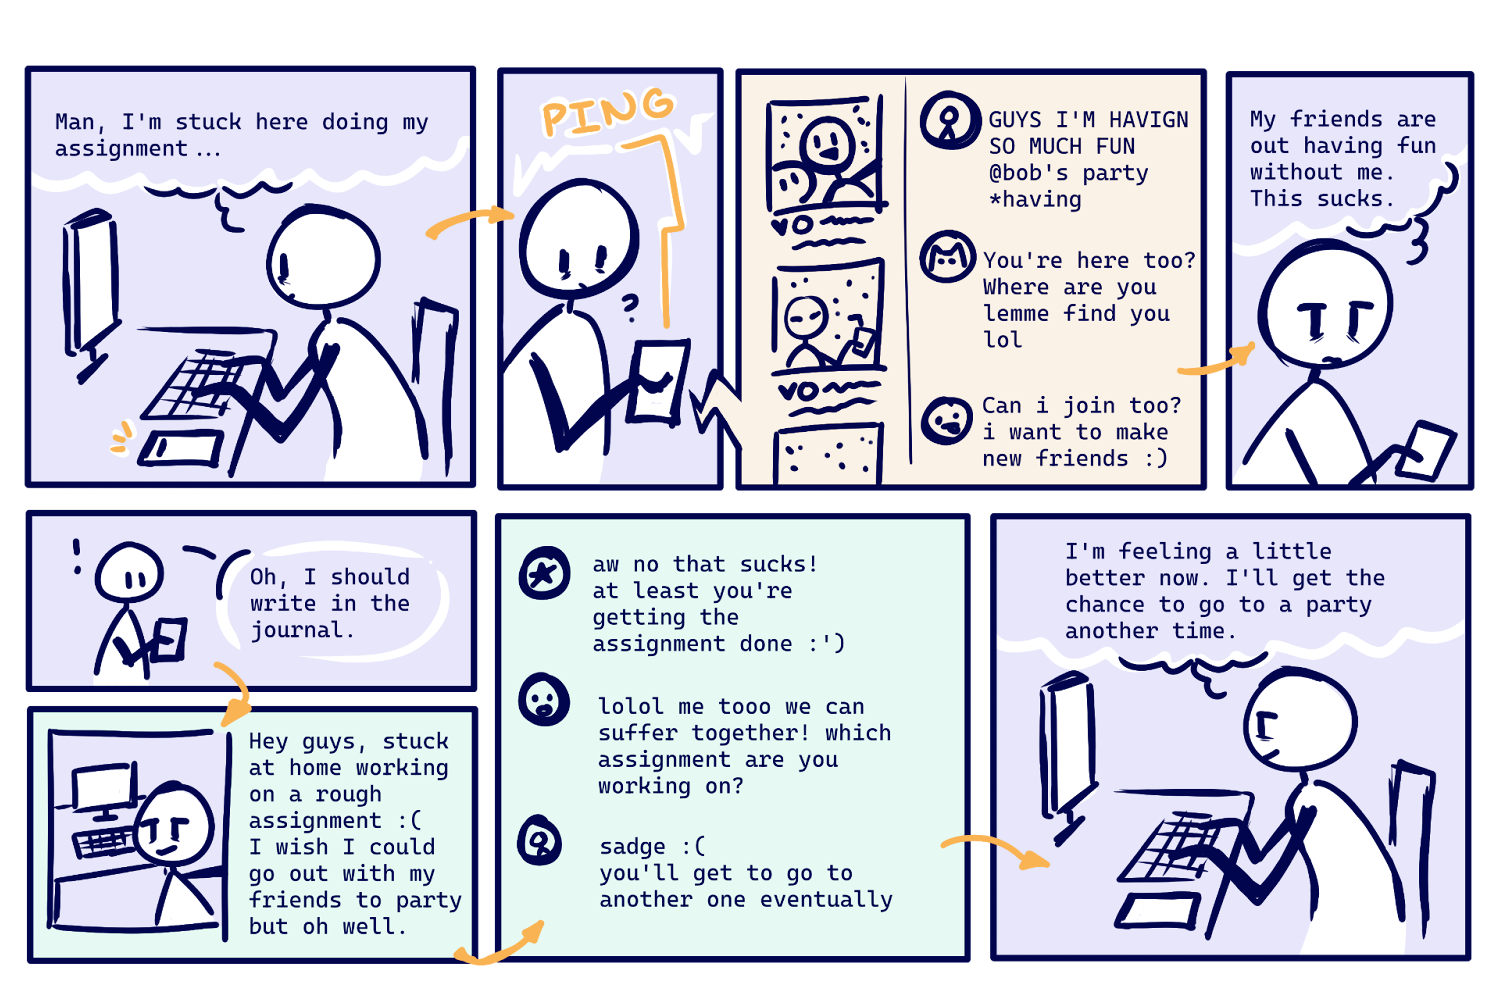 Man, I'm stuck here doing my
assignment...
PING
GUYS I'M HAVIGN
SO MUCH FUN
@bob's party
*having
You're here too?
Where are you
lemme find you
lol
Can i join too?
i want to make
new friends :)
My friends are
out having fun
without me.
This sucks.
Oh, I should
write in the
journal.
Hey guys, stuck
at home working
on a rough
assignment :(
I wish I could
go out with my
friends to party
but oh well.
aw no that sucks!
at least you're
getting the
assignment done :')
lolol me tooo we can
suffer together! which
assignment are you
working on?
sadge :(
you'll get to go to
another one eventually
I'm feeling a little
better now. I'll get the
chance to go to a party
another time.